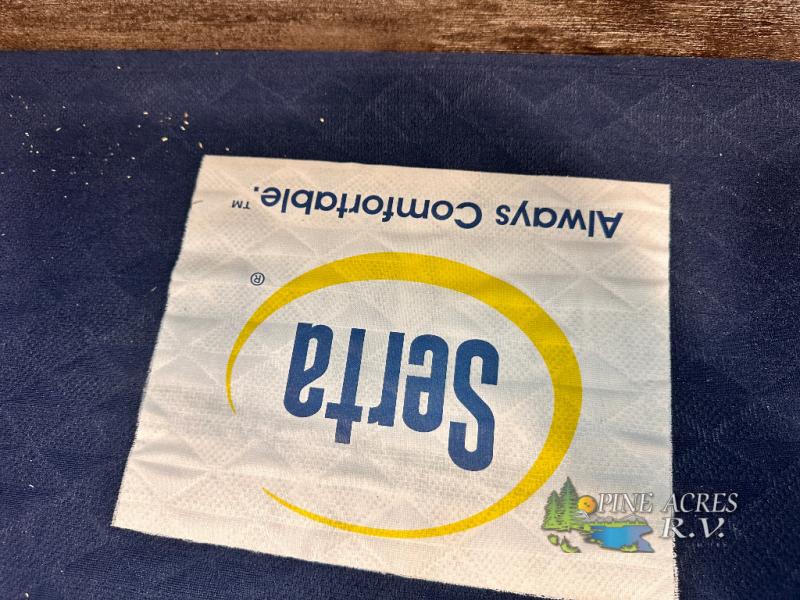 Serta®
Always Comfortable.™
PINE ACRES
R.V.